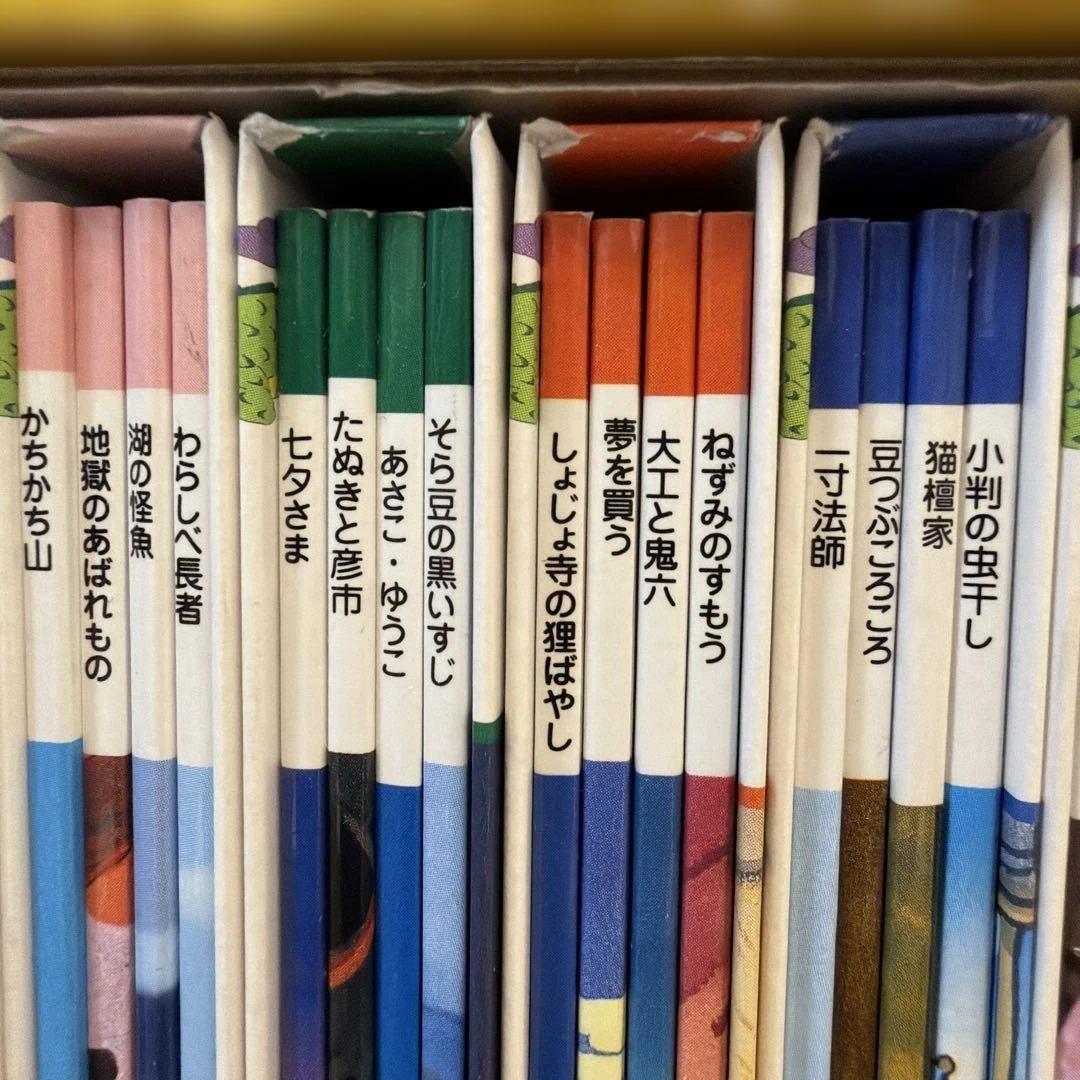 かちかち山
地獄のあばれもの
湖の怪魚
わらしべ長者
七夕さま
たぬきと彦市
あさこ・ゆうこ
そら豆の黒いすじ
しょじょ寺の狸ばやし
夢を買う
大工と鬼六
ねずみのすもう
一寸法師
豆つぶころころ
猫檀家
小判の虫干し